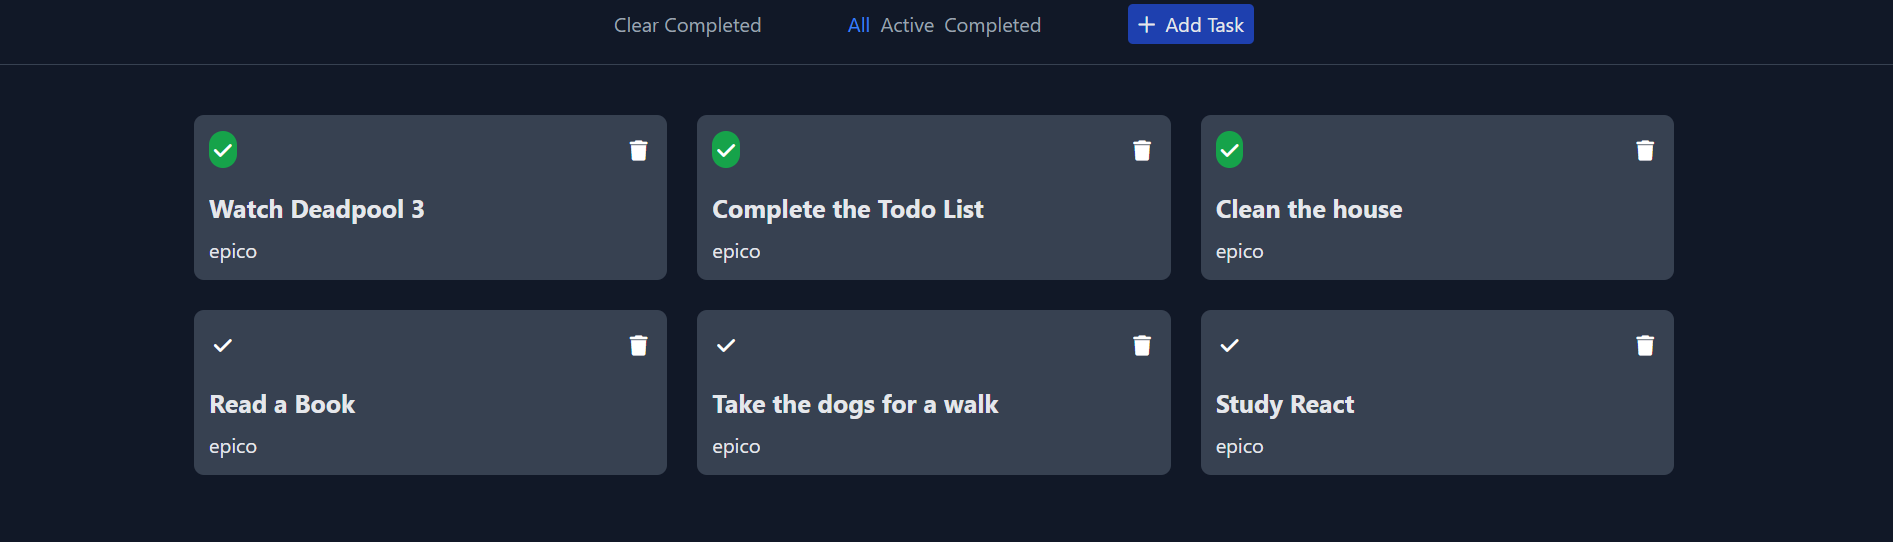 Clear Completed All Active Completed + Add Task
Watch Deadpool 3
epico
Complete the Todo List
epico
Clean the house
epico
Read a Book
epico
Take the dogs for a walk
epico
Study React
epico